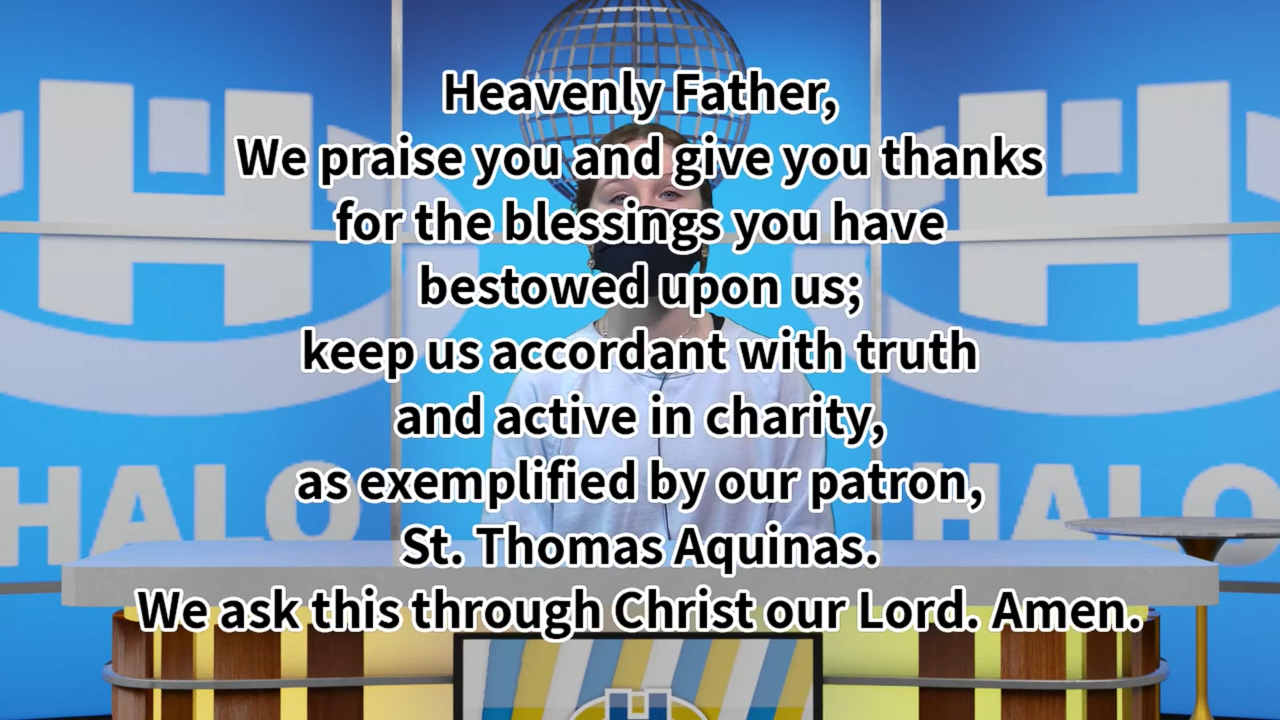 Heavenly Father,
We praise you and give you thanks
for the blessings you have
bestowed upon us;
keep us accordant with truth
and active in charity,
as exemplified by our patron,
St. Thomas Aquinas.
We ask this through Christ our Lord. Amen.
H
H
HALO
HALO
H